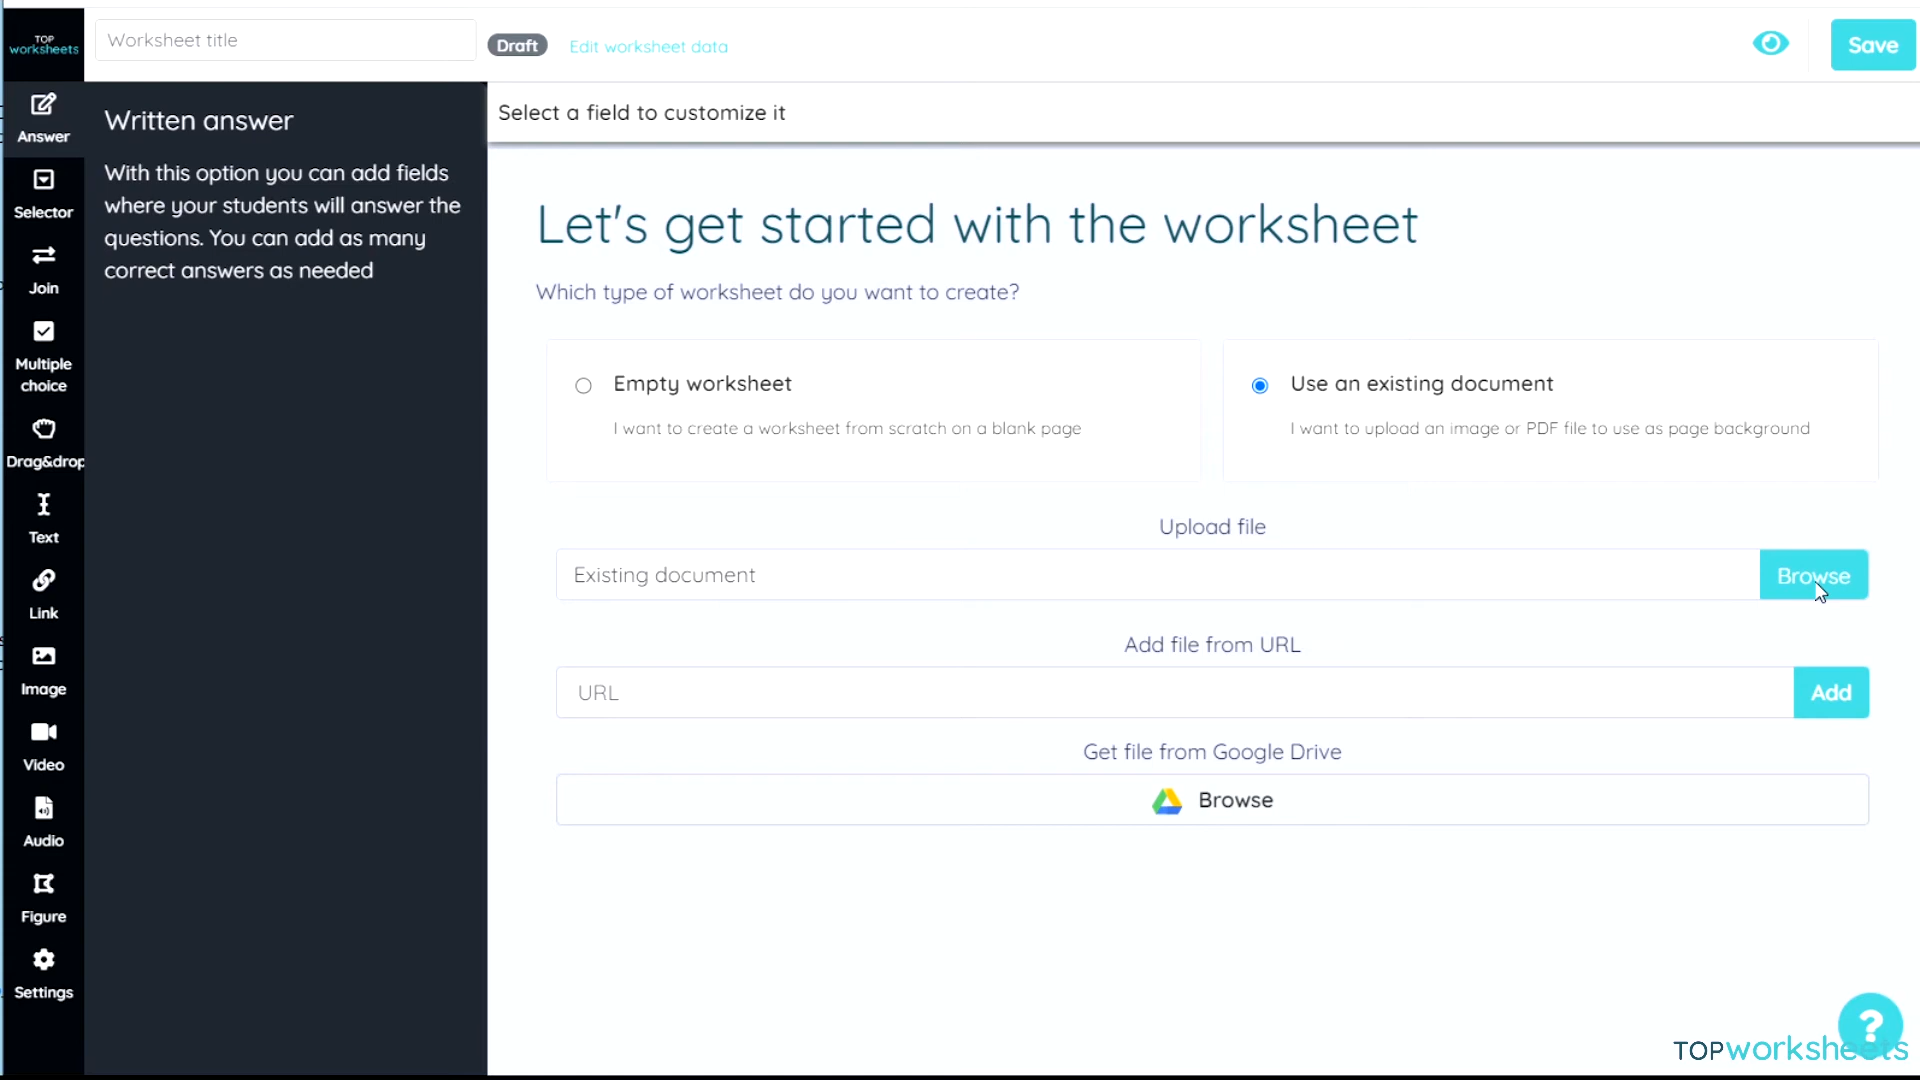 TOP
worksheets
Worksheet title
Draft
Edit worksheet data
Save
Answer
Selector
Join
Multiple
choice
Drag&drop
Text
Link
Image
Video
Audio
Figure
Settings
Written answer
With this option you can add fields
where your students will answer the
questions. You can add as many
correct answers as needed
Select a field to customize it
Let's get started with the worksheet
Which type of worksheet do you want to create?
Empty worksheet
I want to create a worksheet from scratch on a blank page
Use an existing document
I want to upload an image or PDF file to use as page background
Upload file
Existing document
Browse
Add file from URL
URL
Add
Get file from Google Drive
Browse
?
TOPworksheets